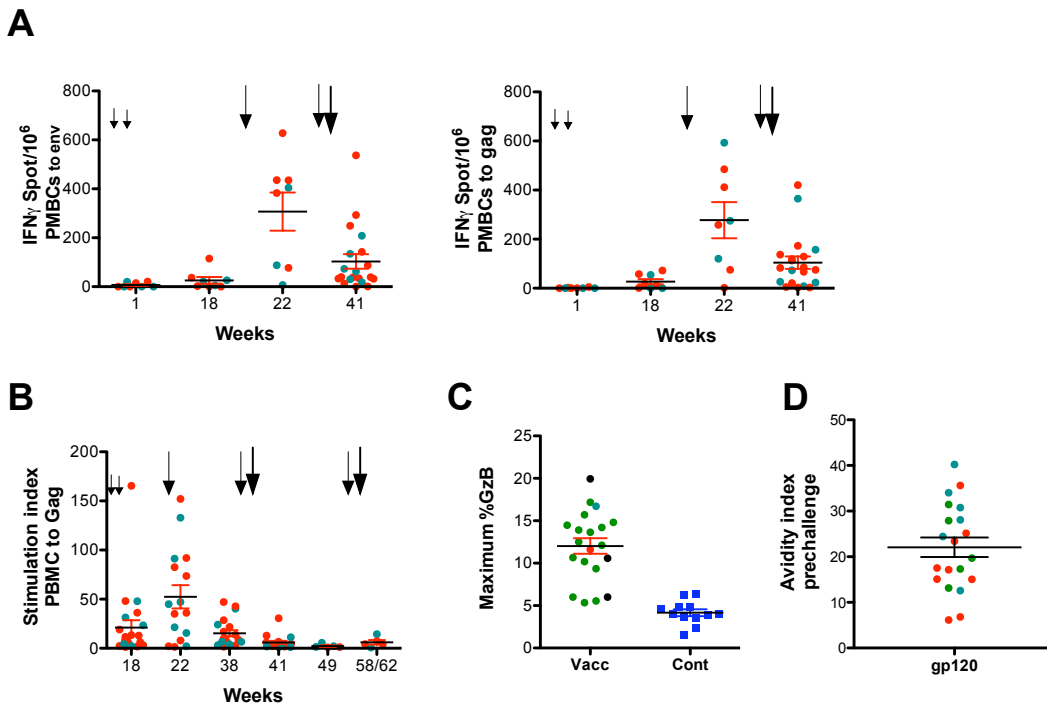 A
IFNγ Spot/10⁶
PMBCs to env
800
600
400
200
0
1 18 22 41
Weeks
IFNγ Spot/10⁶
PMBCs to gag
800
600
400
200
0
1 18 22 41
Weeks
B
Stimulation index
PBMC to Gag
200
150
100
50
0
18 22 38 41 49 58/62
Weeks
C
Maximum %GzB
25
20
15
10
5
0
Vacc Cont
D
Avidity index
prechallenge
50
40
30
20
10
0
gp120